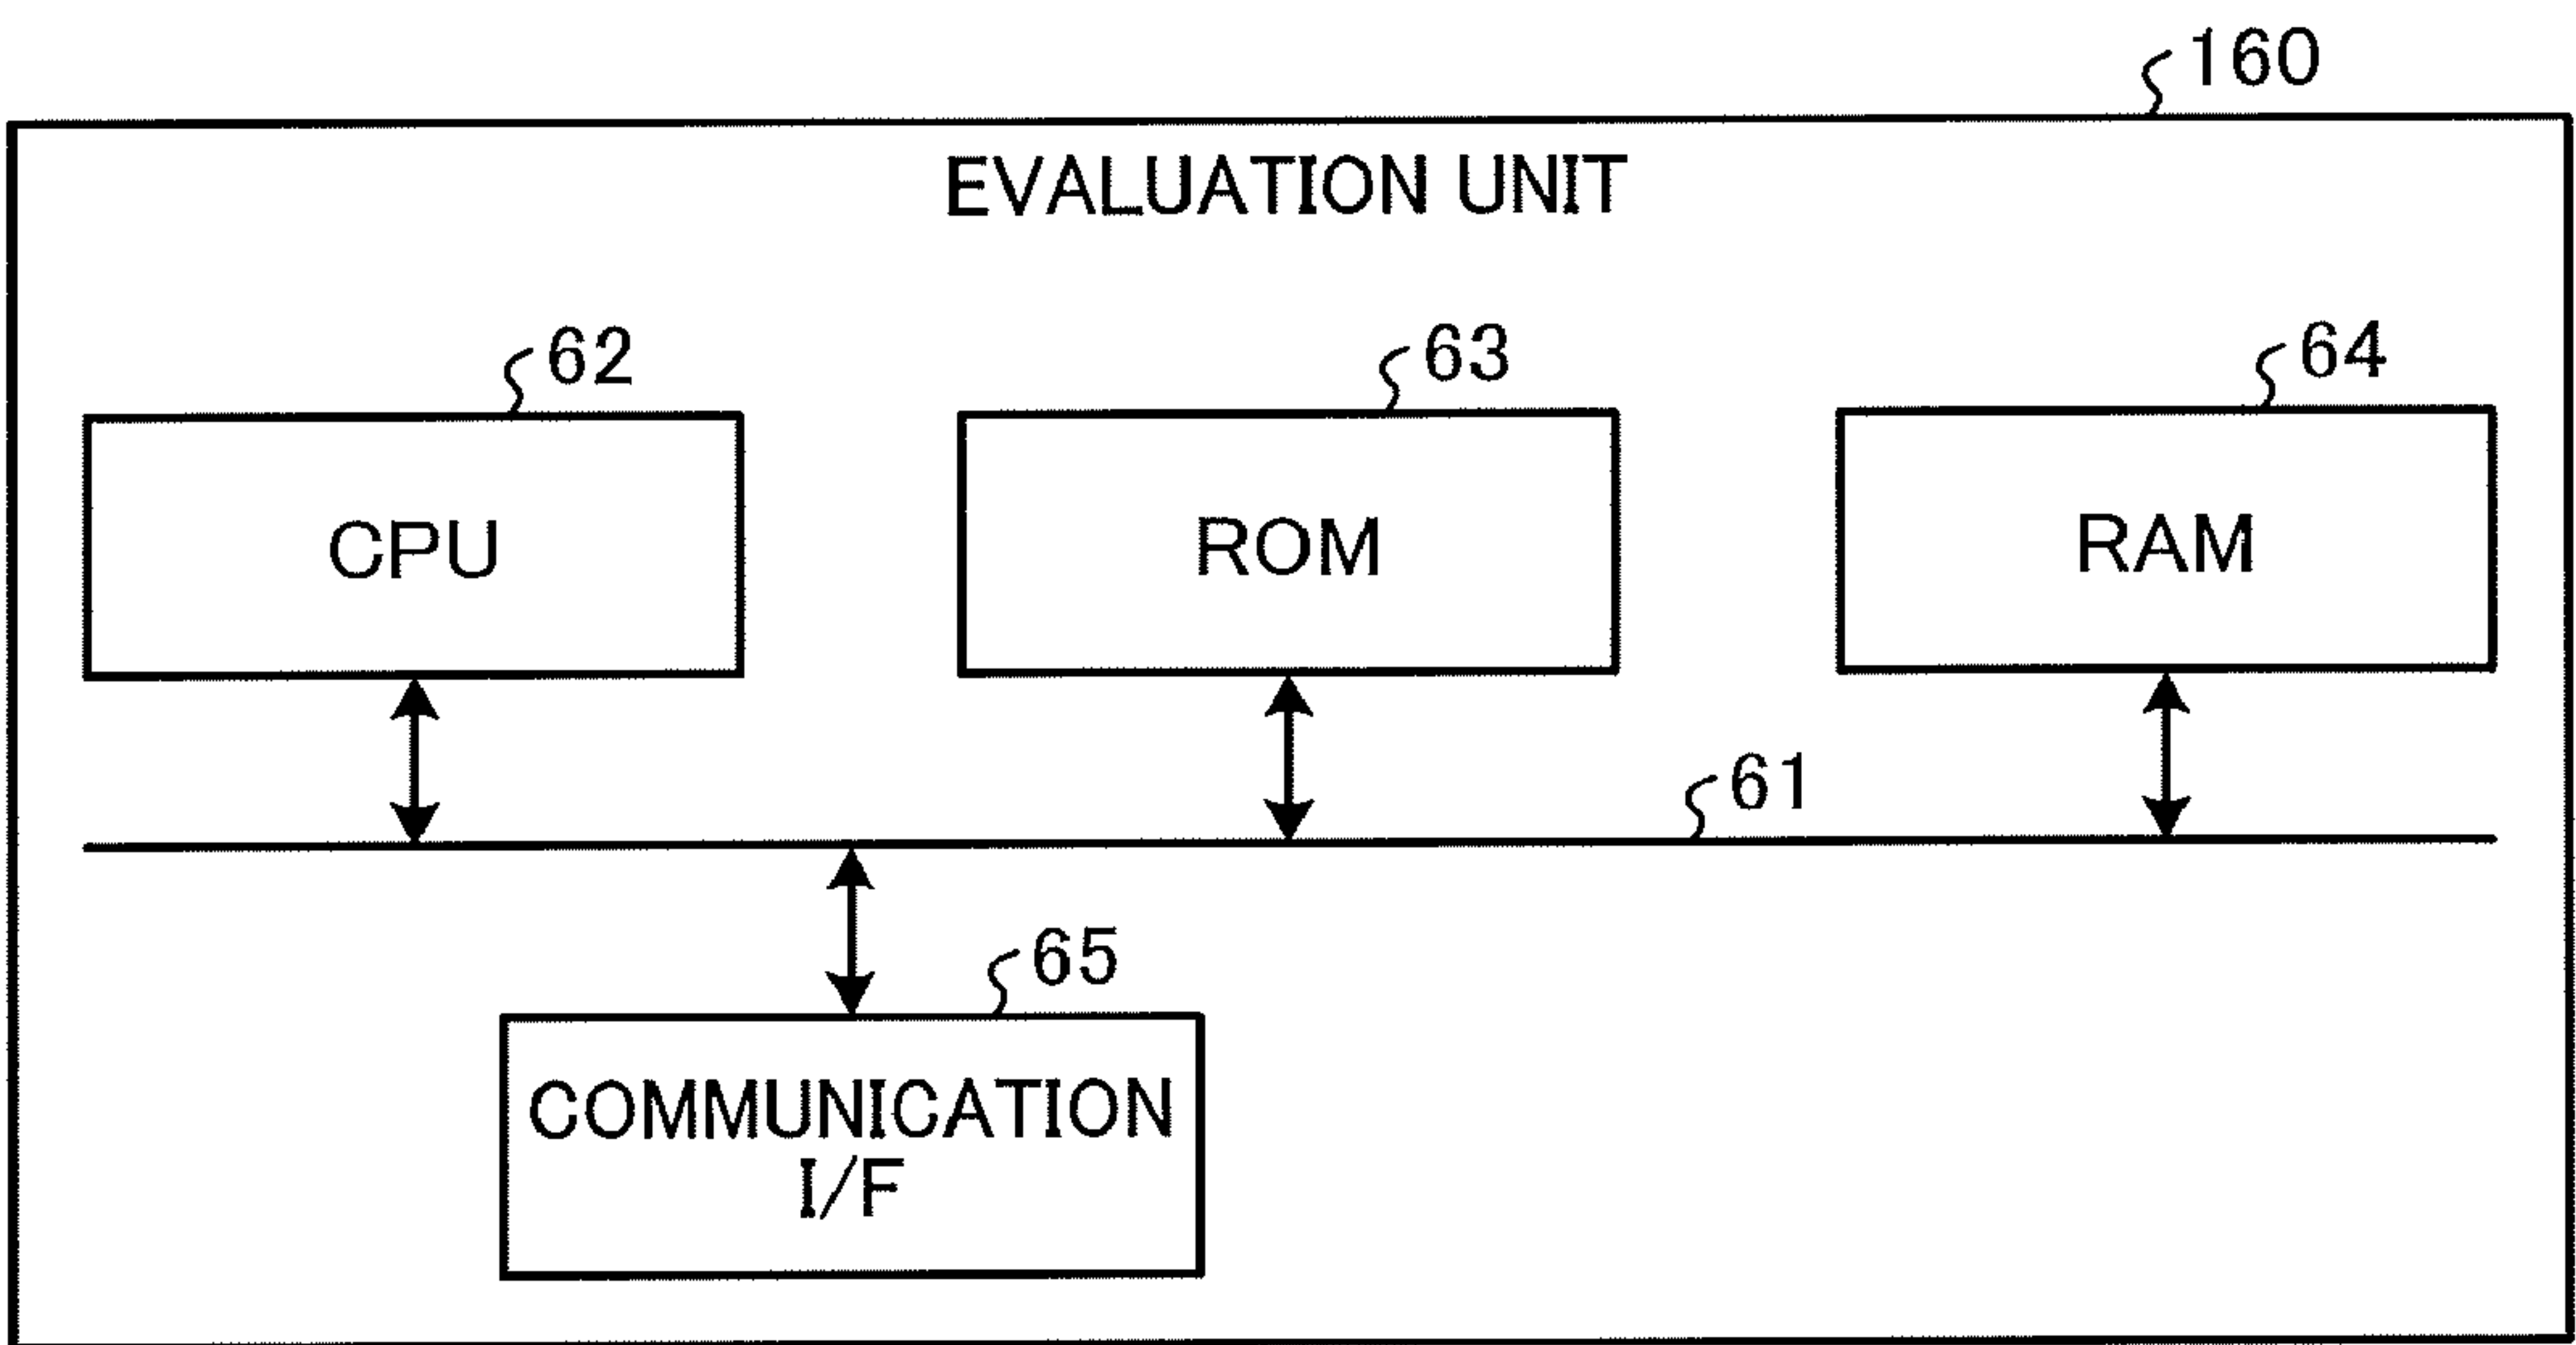 160
EVALUATION UNIT
62
63
64
CPU
ROM
RAM
61
65
COMMUNICATION
I/F